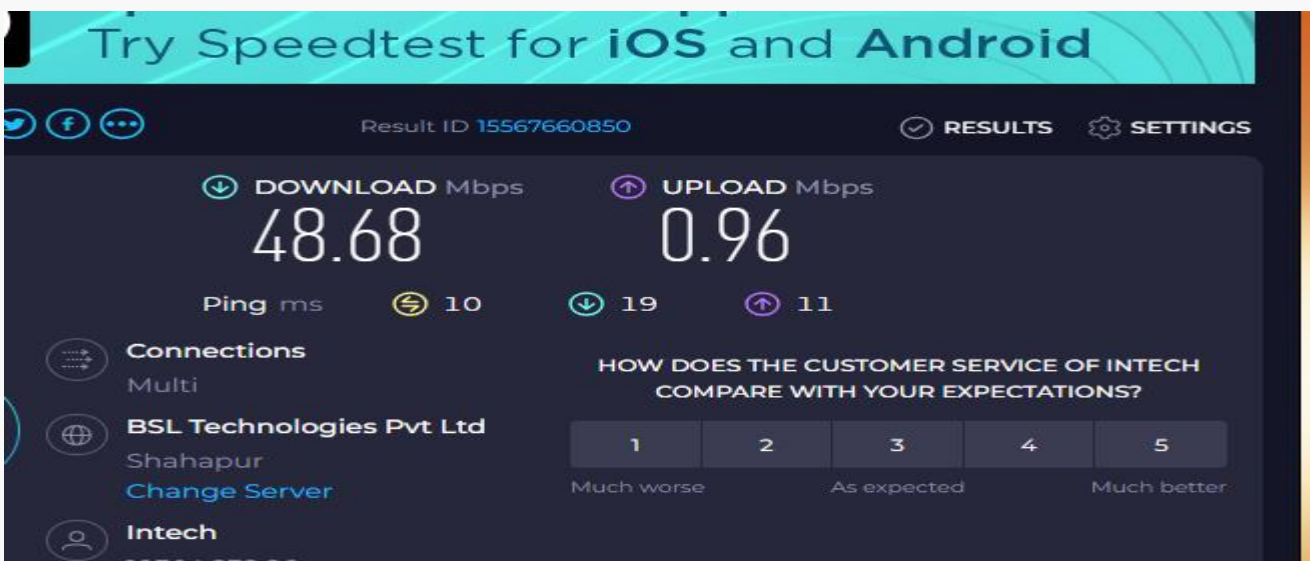 Try Speedtest for iOS and Android
Result ID 15567660850
RESULTS
SETTINGS
DOWNLOAD Mbps
48.68
UPLOAD Mbps
0.96
Ping ms 10 19 11
Connections
Multi
BSL Technologies Pvt Ltd
Shahapur
Change Server
Intech
HOW DOES THE CUSTOMER SERVICE OF INTECH
COMPARE WITH YOUR EXPECTATIONS?
1 2 3 4 5
Much worse As expected Much better